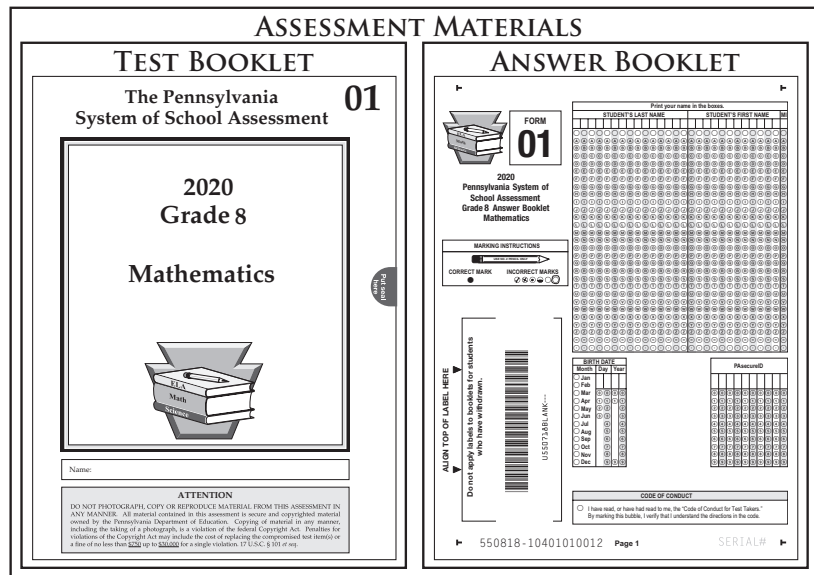 ASSESSMENT MATERIALS
TEST BOOKLET
The Pennsylvania
System of School Assessment
01
2020
Grade 8
Mathematics
Put seal
here
ELA
Math
Science
Name:
ATTENTION
DO NOT PHOTOGRAPH, COPY OR REPRODUCE MATERIAL FROM THIS ASSESSMENT IN
ANY MANNER. All material contained in this assessment is secure and copyrighted material
owned by the Pennsylvania Department of Education. Copying of material in any manner,
including the taking of a photograph, is a violation of the federal Copyright Act. Penalties for
violations of the Copyright Act may include the cost of replacing the compromised test item(s) or
a fine of no less than $750 up to $30,000 for a single violation. 17 U.S.C. § 101 et seq.
ANSWER BOOKLET
ELA
Math
Science
FORM
01
2020
Pennsylvania System of
School Assessment
Grade 8 Answer Booklet
Mathematics
MARKING INSTRUCTIONS
CORRECT MARK
INCORRECT MARKS
ALIGN TOP OF LABEL HERE
Do not apply labels to booklets for students
who have withdrawn.
Print your name in the boxes.
STUDENT'S LAST NAME
STUDENT'S FIRST NAME
MI
BIRTH DATE
Month Day Year
Jan
Feb
Mar
Apr
May
Jun
Jul
Aug
Sep
Oct
Nov
Dec
PAsecureID
CODE OF CONDUCT
I have read, or have had read to me, the "Code of Conduct for Test Takers."
By marking this bubble, I verify that I understand the directions in the code.
550818-10401010012 Page 1 SERIAL#